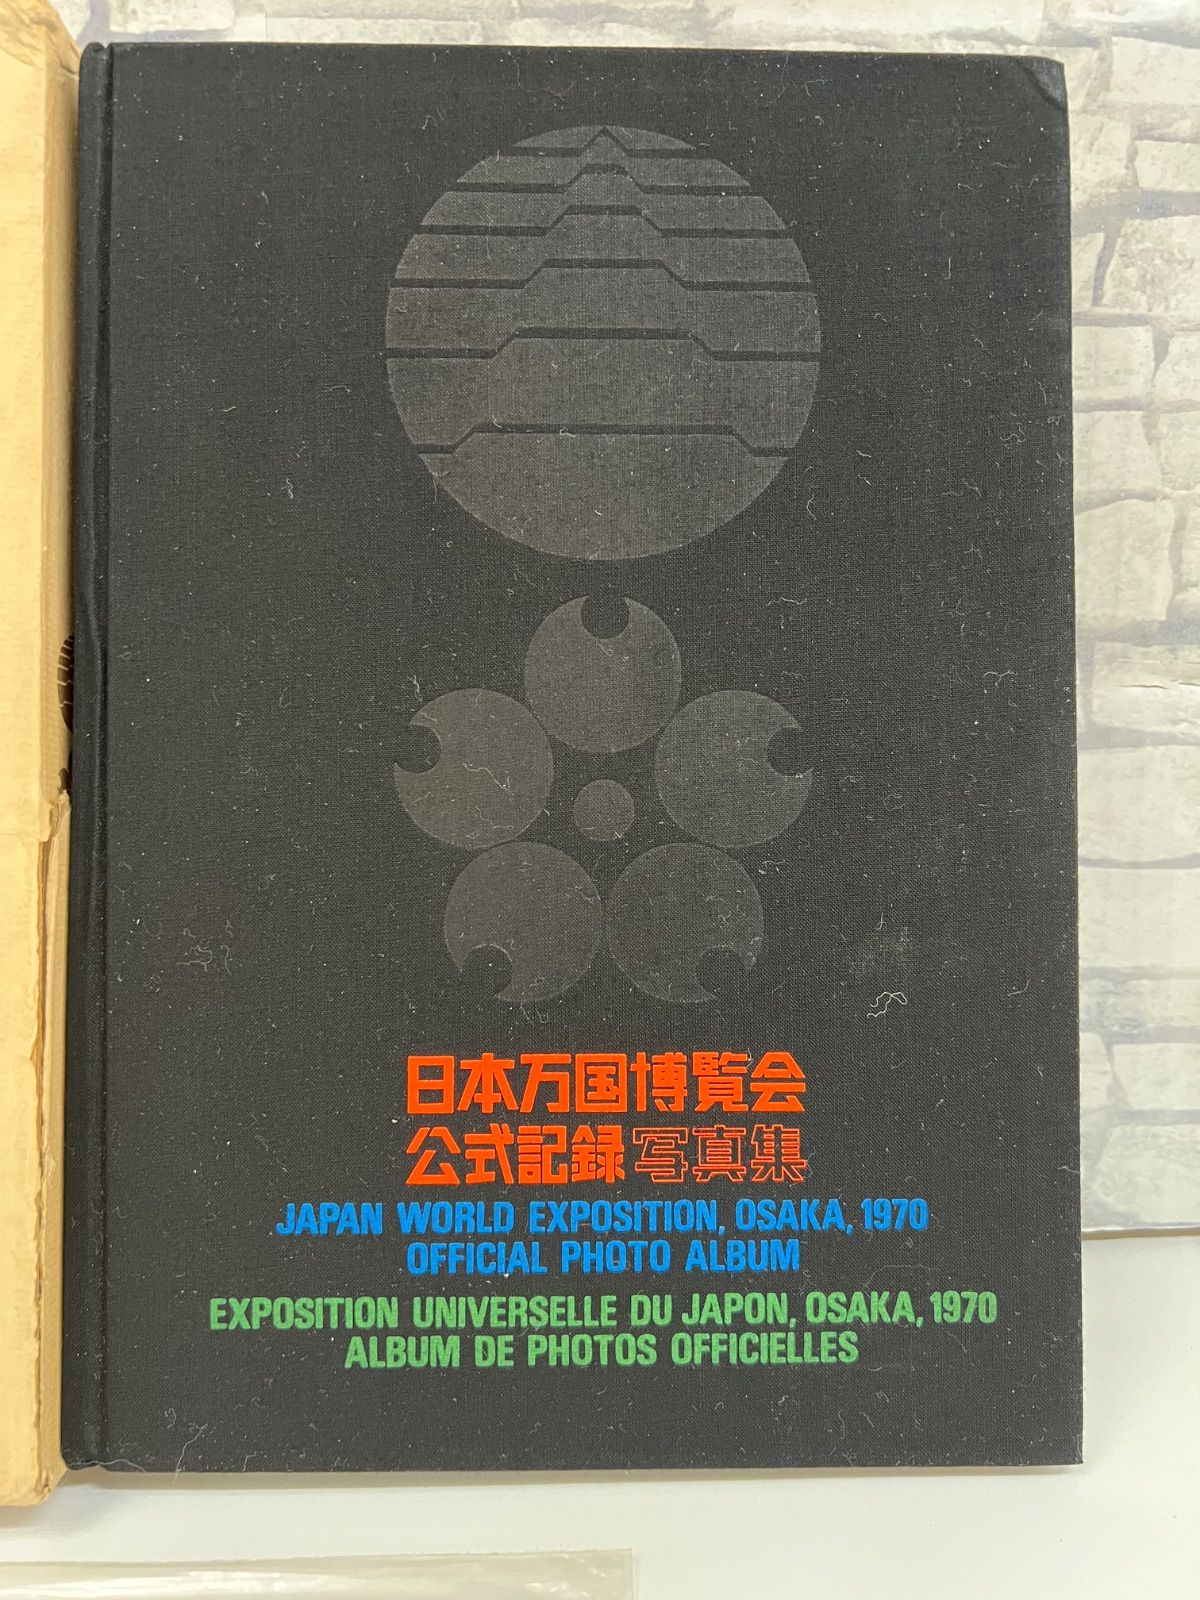 日本万国博覧会
公式記録写真集
JAPAN WORLD EXPOSITION, OSAKA, 1970
OFFICIAL PHOTO ALBUM
EXPOSITION UNIVERSELLE DU JAPON, OSAKA, 1970
ALBUM DE PHOTOS OFFICIELLES